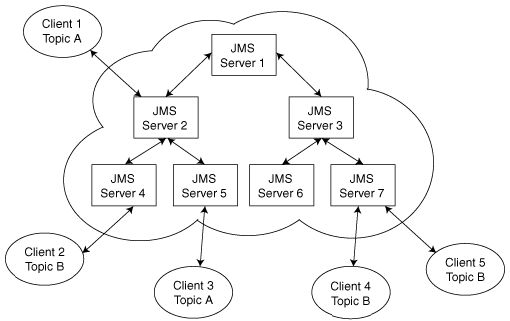 Client 1
Topic A
JMS
Server 1
JMS
Server 2
JMS
Server 3
JMS
Server 4
JMS
Server 5
JMS
Server 6
JMS
Server 7
Client 2
Topic B
Client 3
Topic A
Client 4
Topic B
Client 5
Topic B